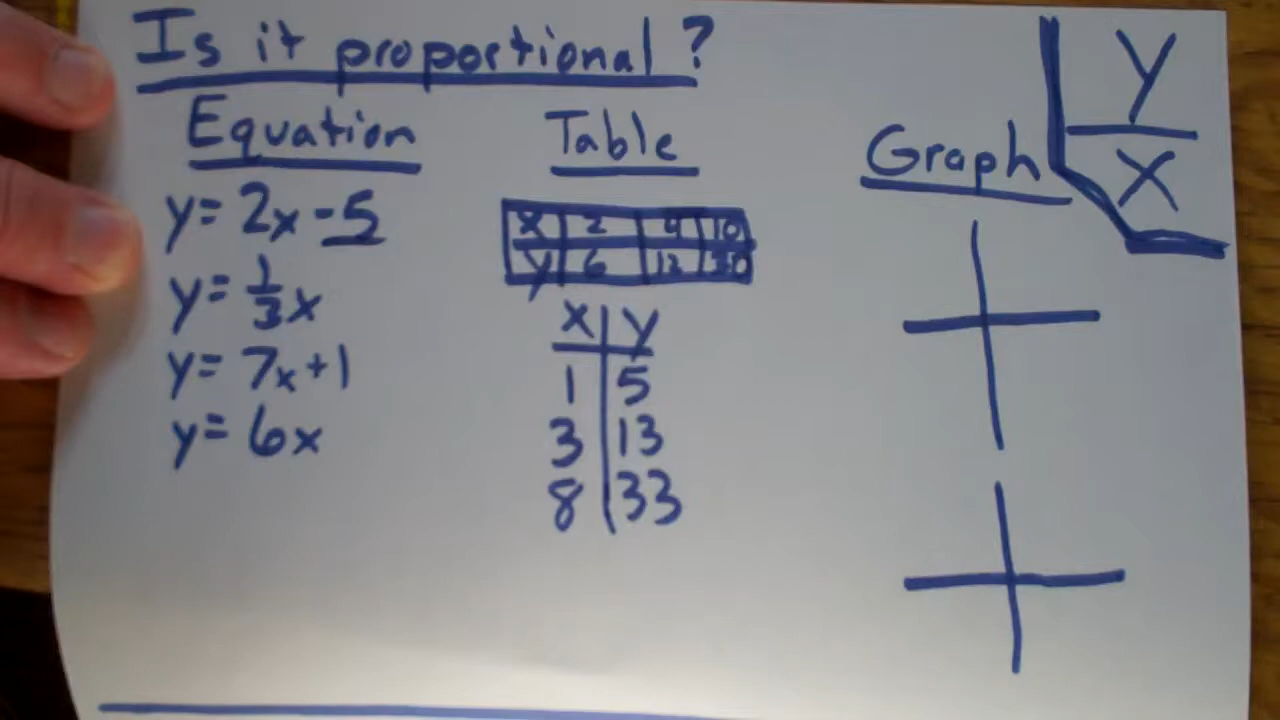 Is it proportional?
Equation
y = 2x - 5
y = 1/3 x
y = 7x + 1
y = 6x
Table
x 2 4 10
y 6 12 30
x y
1 5
3 13
8 33
Graph
y
x